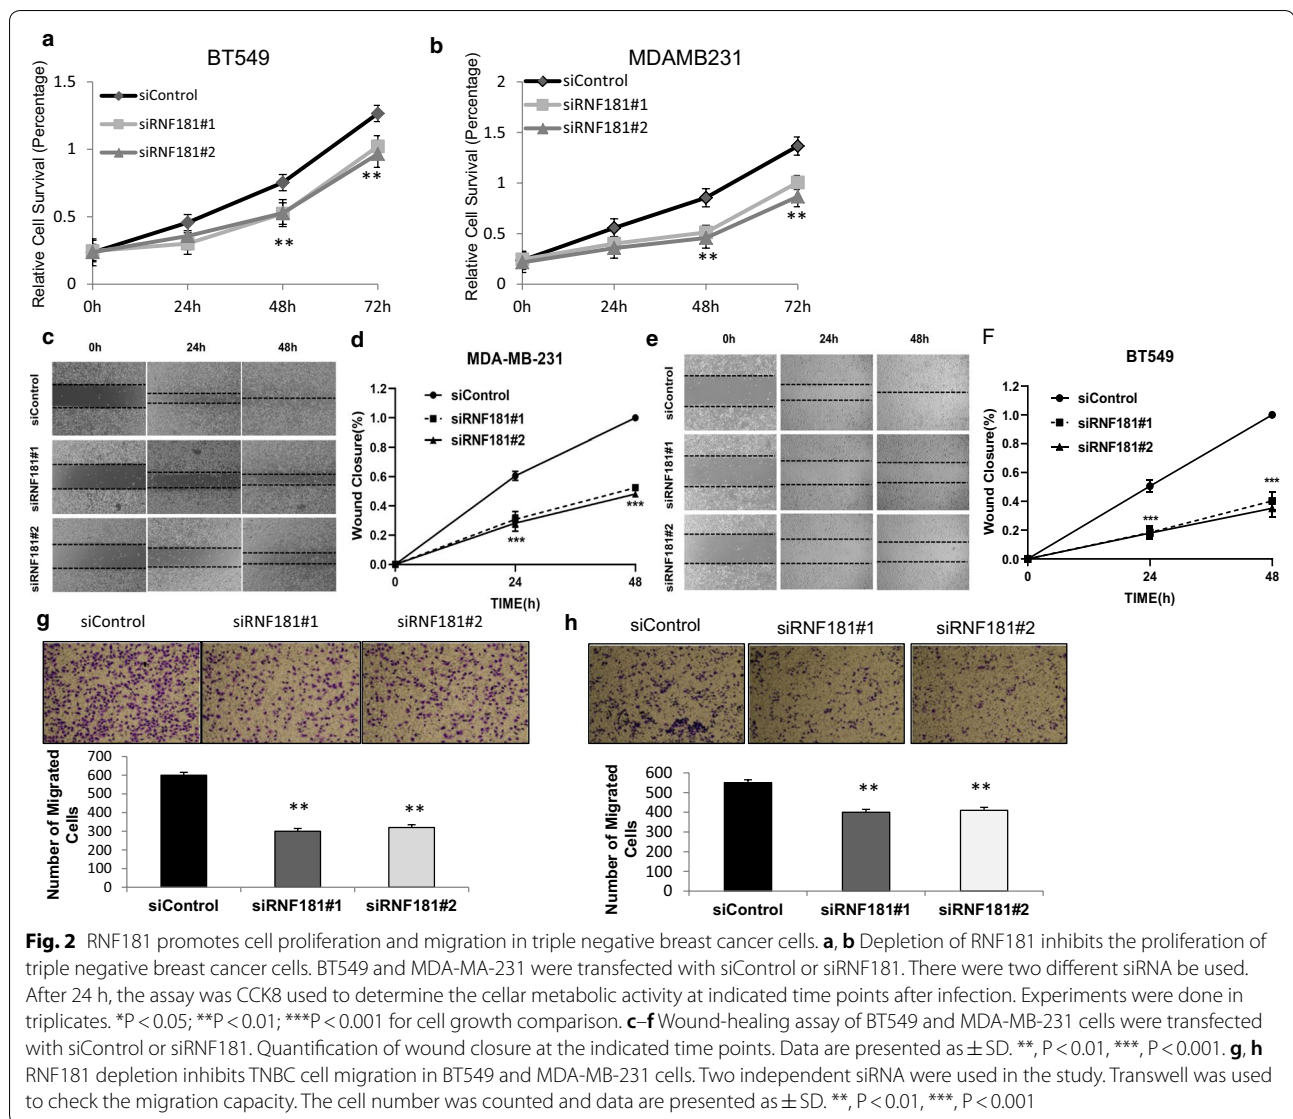 a
BT549
Relative Cell Survival (Percentage)
1.5
1
0.5
0
siControl
siRNF181#1
siRNF181#2
**
**
0h
24h
48h
72h
b
MDAMB231
Relative Cell Survival (Percentage)
2
1.5
1
0.5
0
siControl
siRNF181#1
siRNF181#2
**
**
0h
24h
48h
72h
c
0h
24h
48h
siControl
siRNF181#1
siRNF181#2
d
MDA-MB-231
Wound Closure(%)
1.2
1.0
0.8
0.6
0.4
0.2
0.0
siControl
siRNF181#1
siRNF181#2
***
***
0
24
48
TIME(h)
e
0h
24h
48h
siControl
siRNF181#1
siRNF181#2
F
BT549
Wound Closure(%)
1.2
1.0
0.8
0.6
0.4
0.2
0.0
siControl
siRNF181#1
siRNF181#2
***
***
0
24
48
TIME(h)
g
siControl
siRNF181#1
siRNF181#2
Number of Migrated
Cells
700
600
500
400
300
200
100
0
**
**
siControl
siRNF181#1
siRNF181#2
h
siControl
siRNF181#1
siRNF181#2
Number of Migrated
Cells
600
500
400
300
200
100
0
**
**
siControl
siRNF181#1
siRNF181#2
Fig. 2 RNF181 promotes cell proliferation and migration in triple negative breast cancer cells. a, b Depletion of RNF181 inhibits the proliferation of
triple negative breast cancer cells. BT549 and MDA-MA-231 were transfected with siControl or siRNF181. There were two different siRNA be used.
After 24 h, the assay was CCK8 used to determine the cellar metabolic activity at indicated time points after infection. Experiments were done in
triplicates. *P < 0.05; **P < 0.01; ***P < 0.001 for cell growth comparison. c–f Wound-healing assay of BT549 and MDA-MB-231 cells were transfected
with siControl or siRNF181. Quantification of wound closure at the indicated time points. Data are presented as ± SD. **, P < 0.01, ***, P < 0.001. g, h
RNF181 depletion inhibits TNBC cell migration in BT549 and MDA-MB-231 cells. Two independent siRNA were used in the study. Transwell was used
to check the migration capacity. The cell number was counted and data are presented as ± SD. **, P < 0.01, ***, P < 0.001